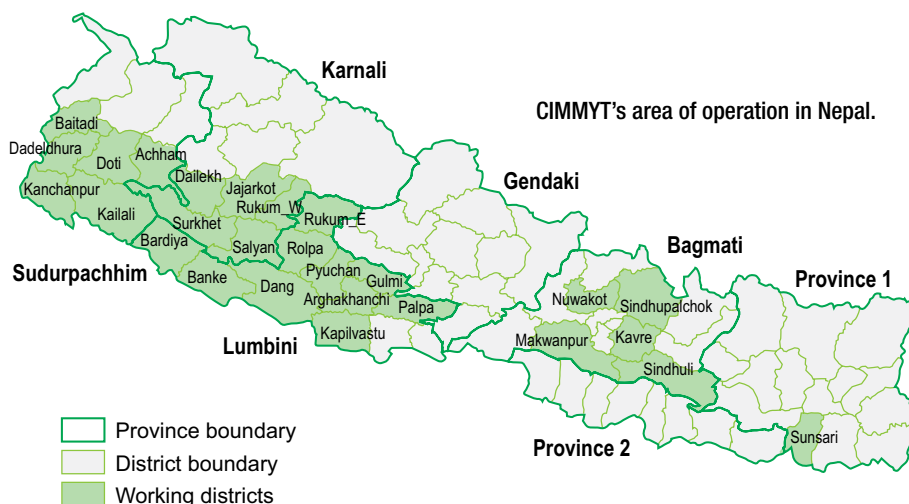 Karnali
CIMMYT's area of operation in Nepal.
Baitadi
Dadeldhura
Doti
Achham
Gendaki
Dailekh
Jajarkot
Kanchanpur
Rukum_W
Rukum_E
Kailali
Surkhet
Bardiya
Salyan
Rolpa
Bagmati
Sudurpachhim
Banke
Dang
Pyuchan
Gulmi
Province 1
Arghakhanchi
Palpa
Nuwakot
Sindhupalchok
Lumbini
Kapilvastu
Makwanpur
Kavre
Sindhuli
Province 2
Sunsari
Province boundary
District boundary
Working districts